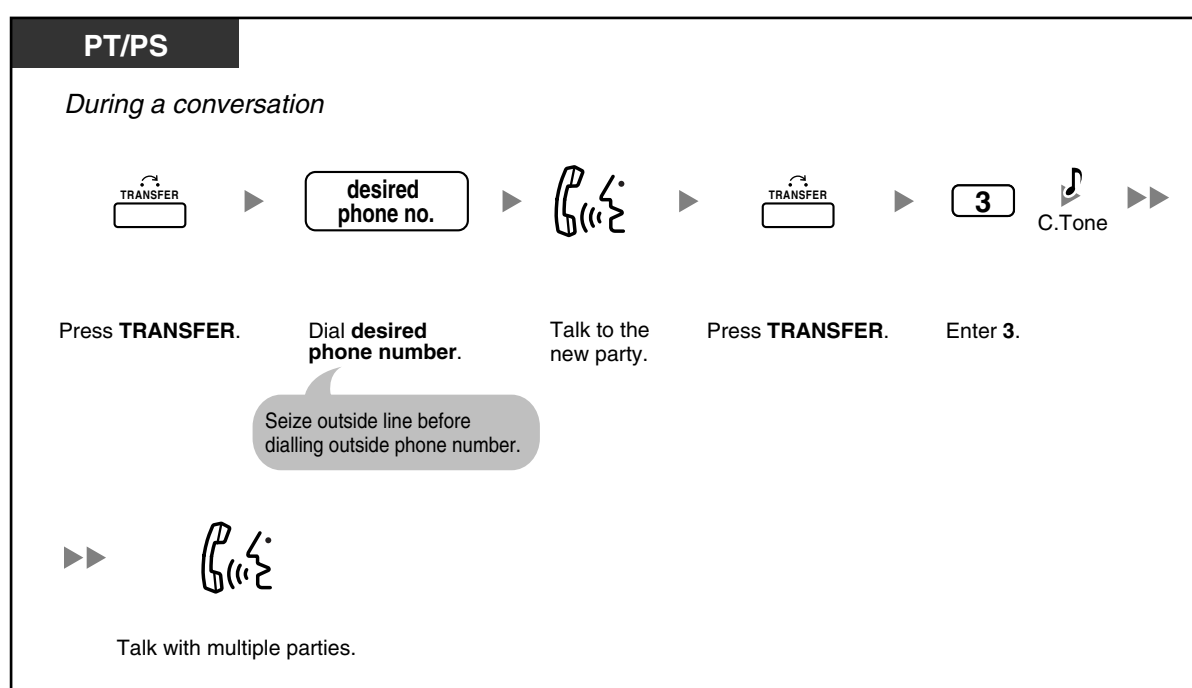 PT/PS
During a conversation
TRANSFER
desired
phone no.
TRANSFER
3
C.Tone
Press TRANSFER.
Dial desired
phone number.
Talk to the
new party.
Press TRANSFER.
Enter 3.
Seize outside line before
dialling outside phone number.
Talk with multiple parties.